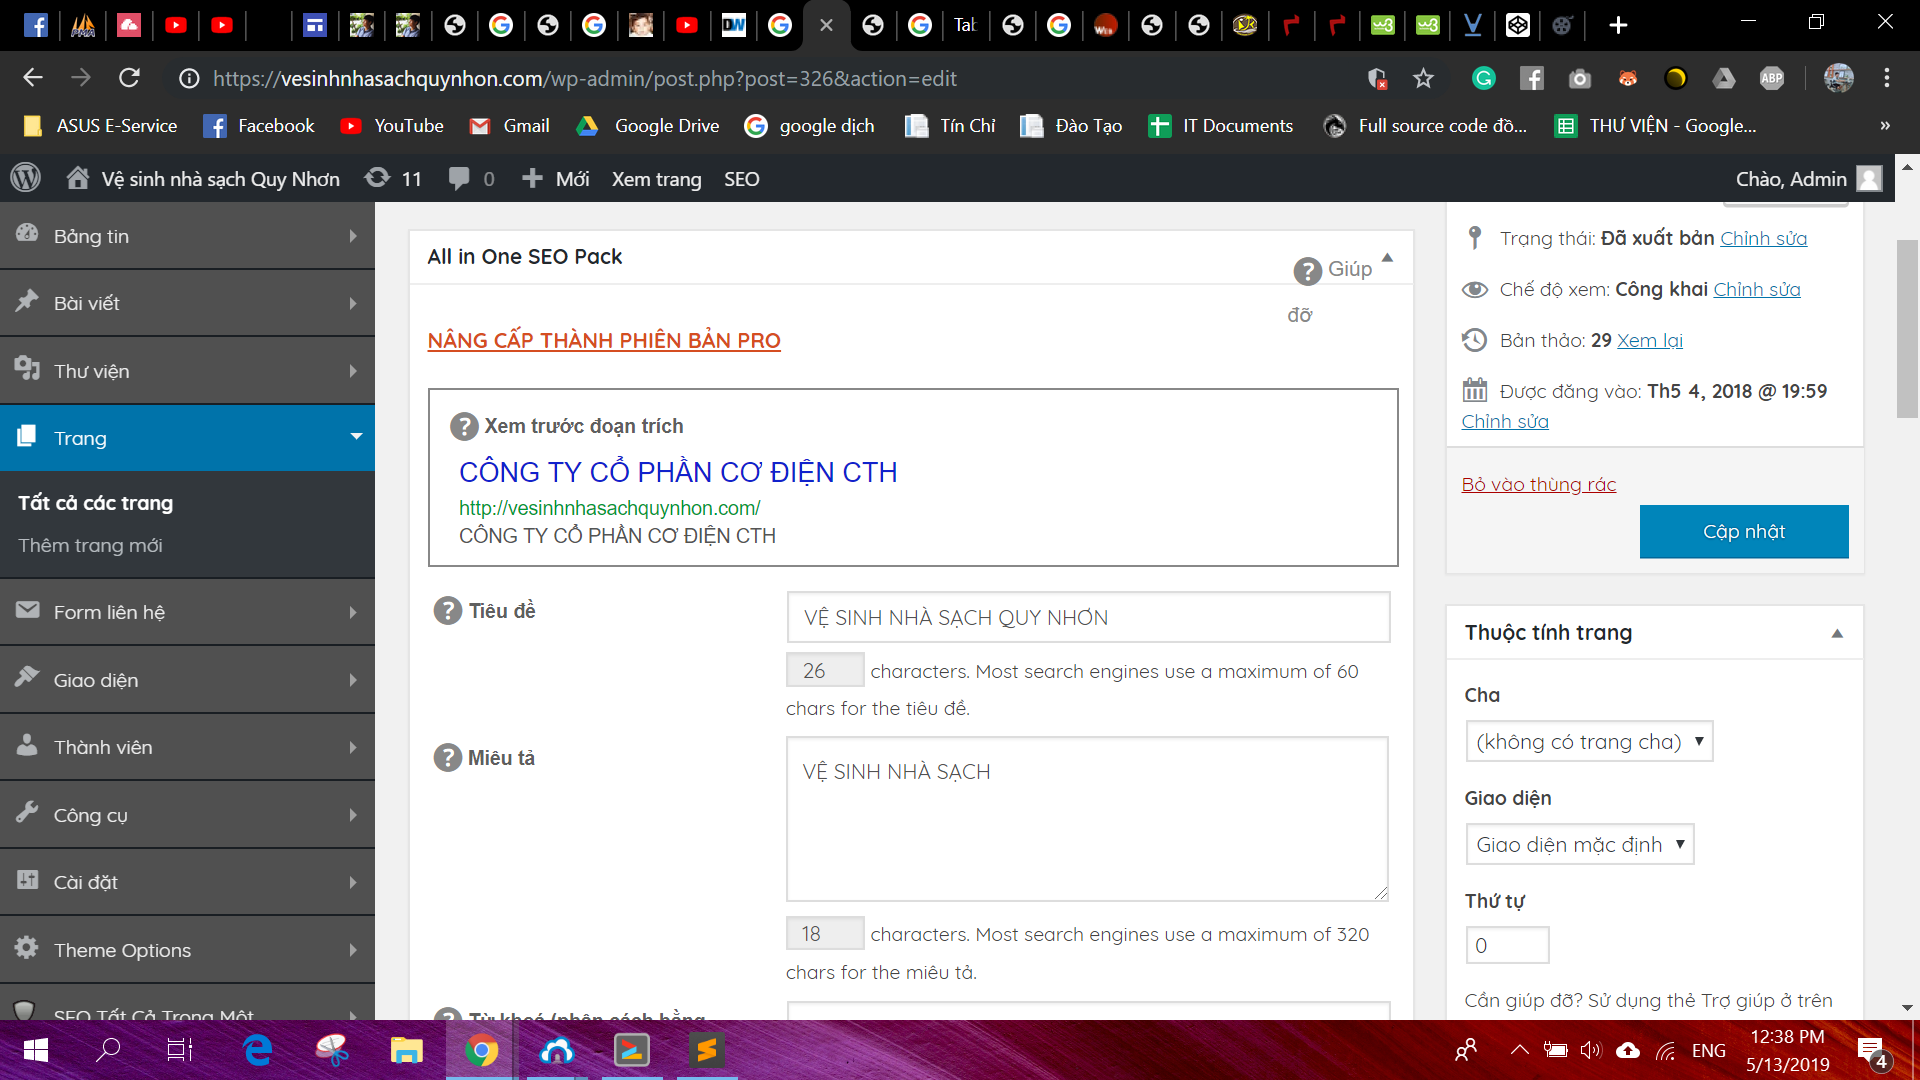 Tab
https://vesinhnhasachquynhon.com/wp-admin/post.php?post=326&action=edit
ABP
ASUS E-Service
Facebook
YouTube
Gmail
Google Drive
google dịch
Tín Chỉ
Đào Tạo
IT Documents
Full source code đồ...
THƯ VIỆN - Google...
Vệ sinh nhà sạch Quy Nhơn
11
0
Mới
Xem trang
SEO
Chào, Admin
Bảng tin
Bài viết
Thư viện
Trang
Tất cả các trang
Thêm trang mới
Form liên hệ
Giao diện
Thành viên
Công cụ
Cài đặt
Theme Options
SEO Tất Cả Trong Một
All in One SEO Pack
Giúp
đỡ
NÂNG CẤP THÀNH PHIÊN BẢN PRO
Xem trước đoạn trích
CÔNG TY CỔ PHẦN CƠ ĐIỆN CTH
http://vesinhnhasachquynhon.com/
CÔNG TY CỔ PHẦN CƠ ĐIỆN CTH
Tiêu đề
VỆ SINH NHÀ SẠCH QUY NHƠN
26 characters. Most search engines use a maximum of 60
chars for the tiêu đề.
Miêu tả
VỆ SINH NHÀ SẠCH
18 characters. Most search engines use a maximum of 320
chars for the miêu tả.
Từ khoá (phân cách bằng
Trạng thái: Đã xuất bản Chỉnh sửa
Chế độ xem: Công khai Chỉnh sửa
Bản thảo: 29 Xem lại
Được đăng vào: Th5 4, 2018 @ 19:59
Chỉnh sửa
Bỏ vào thùng rác
Cập nhật
Thuộc tính trang
Cha
(không có trang cha)
Giao diện
Giao diện mặc định
Thứ tự
0
Cần giúp đỡ? Sử dụng thẻ Trợ giúp ở trên
ENG
12:38 PM
5/13/2019
4